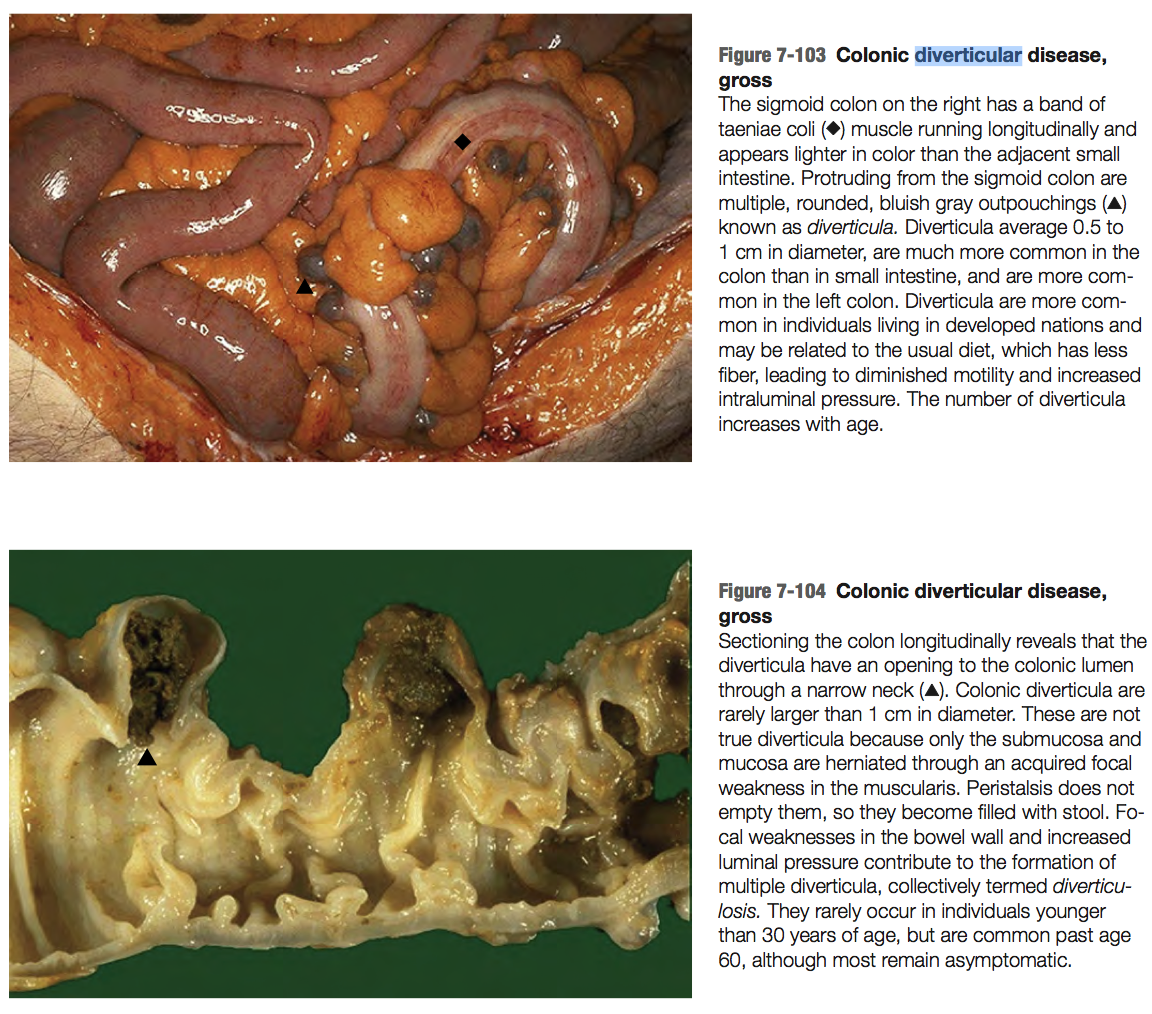 Figure 7-103 Colonic diverticular disease,
gross
The sigmoid colon on the right has a band of
taeniae coli (◆) muscle running longitudinally and
appears lighter in color than the adjacent small
intestine. Protruding from the sigmoid colon are
multiple, rounded, bluish gray outpouchings (▲)
known as diverticula. Diverticula average 0.5 to
1 cm in diameter, are much more common in the
colon than in small intestine, and are more com-
mon in the left colon. Diverticula are more com-
mon in individuals living in developed nations and
may be related to the usual diet, which has less
fiber, leading to diminished motility and increased
intraluminal pressure. The number of diverticula
increases with age.
Figure 7-104 Colonic diverticular disease,
gross
Sectioning the colon longitudinally reveals that the
diverticula have an opening to the colonic lumen
through a narrow neck (▲). Colonic diverticula are
rarely larger than 1 cm in diameter. These are not
true diverticula because only the submucosa and
mucosa are herniated through an acquired focal
weakness in the muscularis. Peristalsis does not
empty them, so they become filled with stool. Fo-
cal weaknesses in the bowel wall and increased
luminal pressure contribute to the formation of
multiple diverticula, collectively termed diverticu-
losis. They rarely occur in individuals younger
than 30 years of age, but are common past age
60, although most remain asymptomatic.